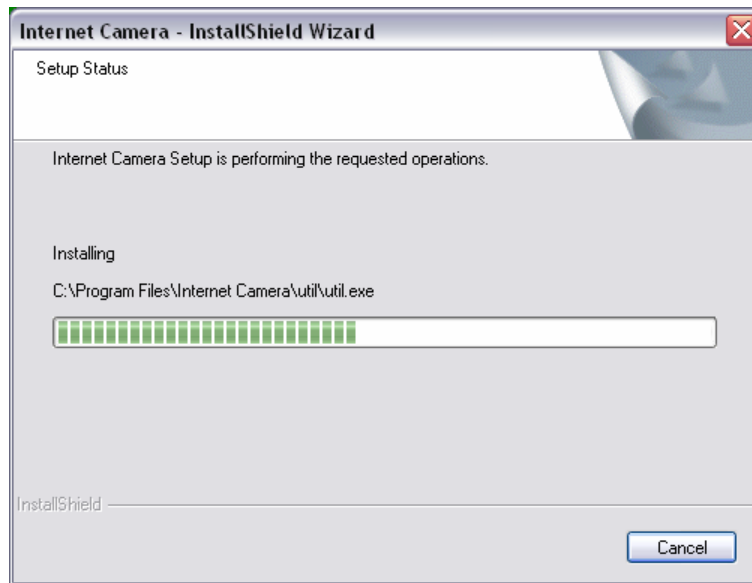 Internet Camera - InstallShield Wizard
Setup Status
Internet Camera Setup is performing the requested operations.
Installing
C:\Program Files\Internet Camera\util\util.exe
InstallShield
Cancel